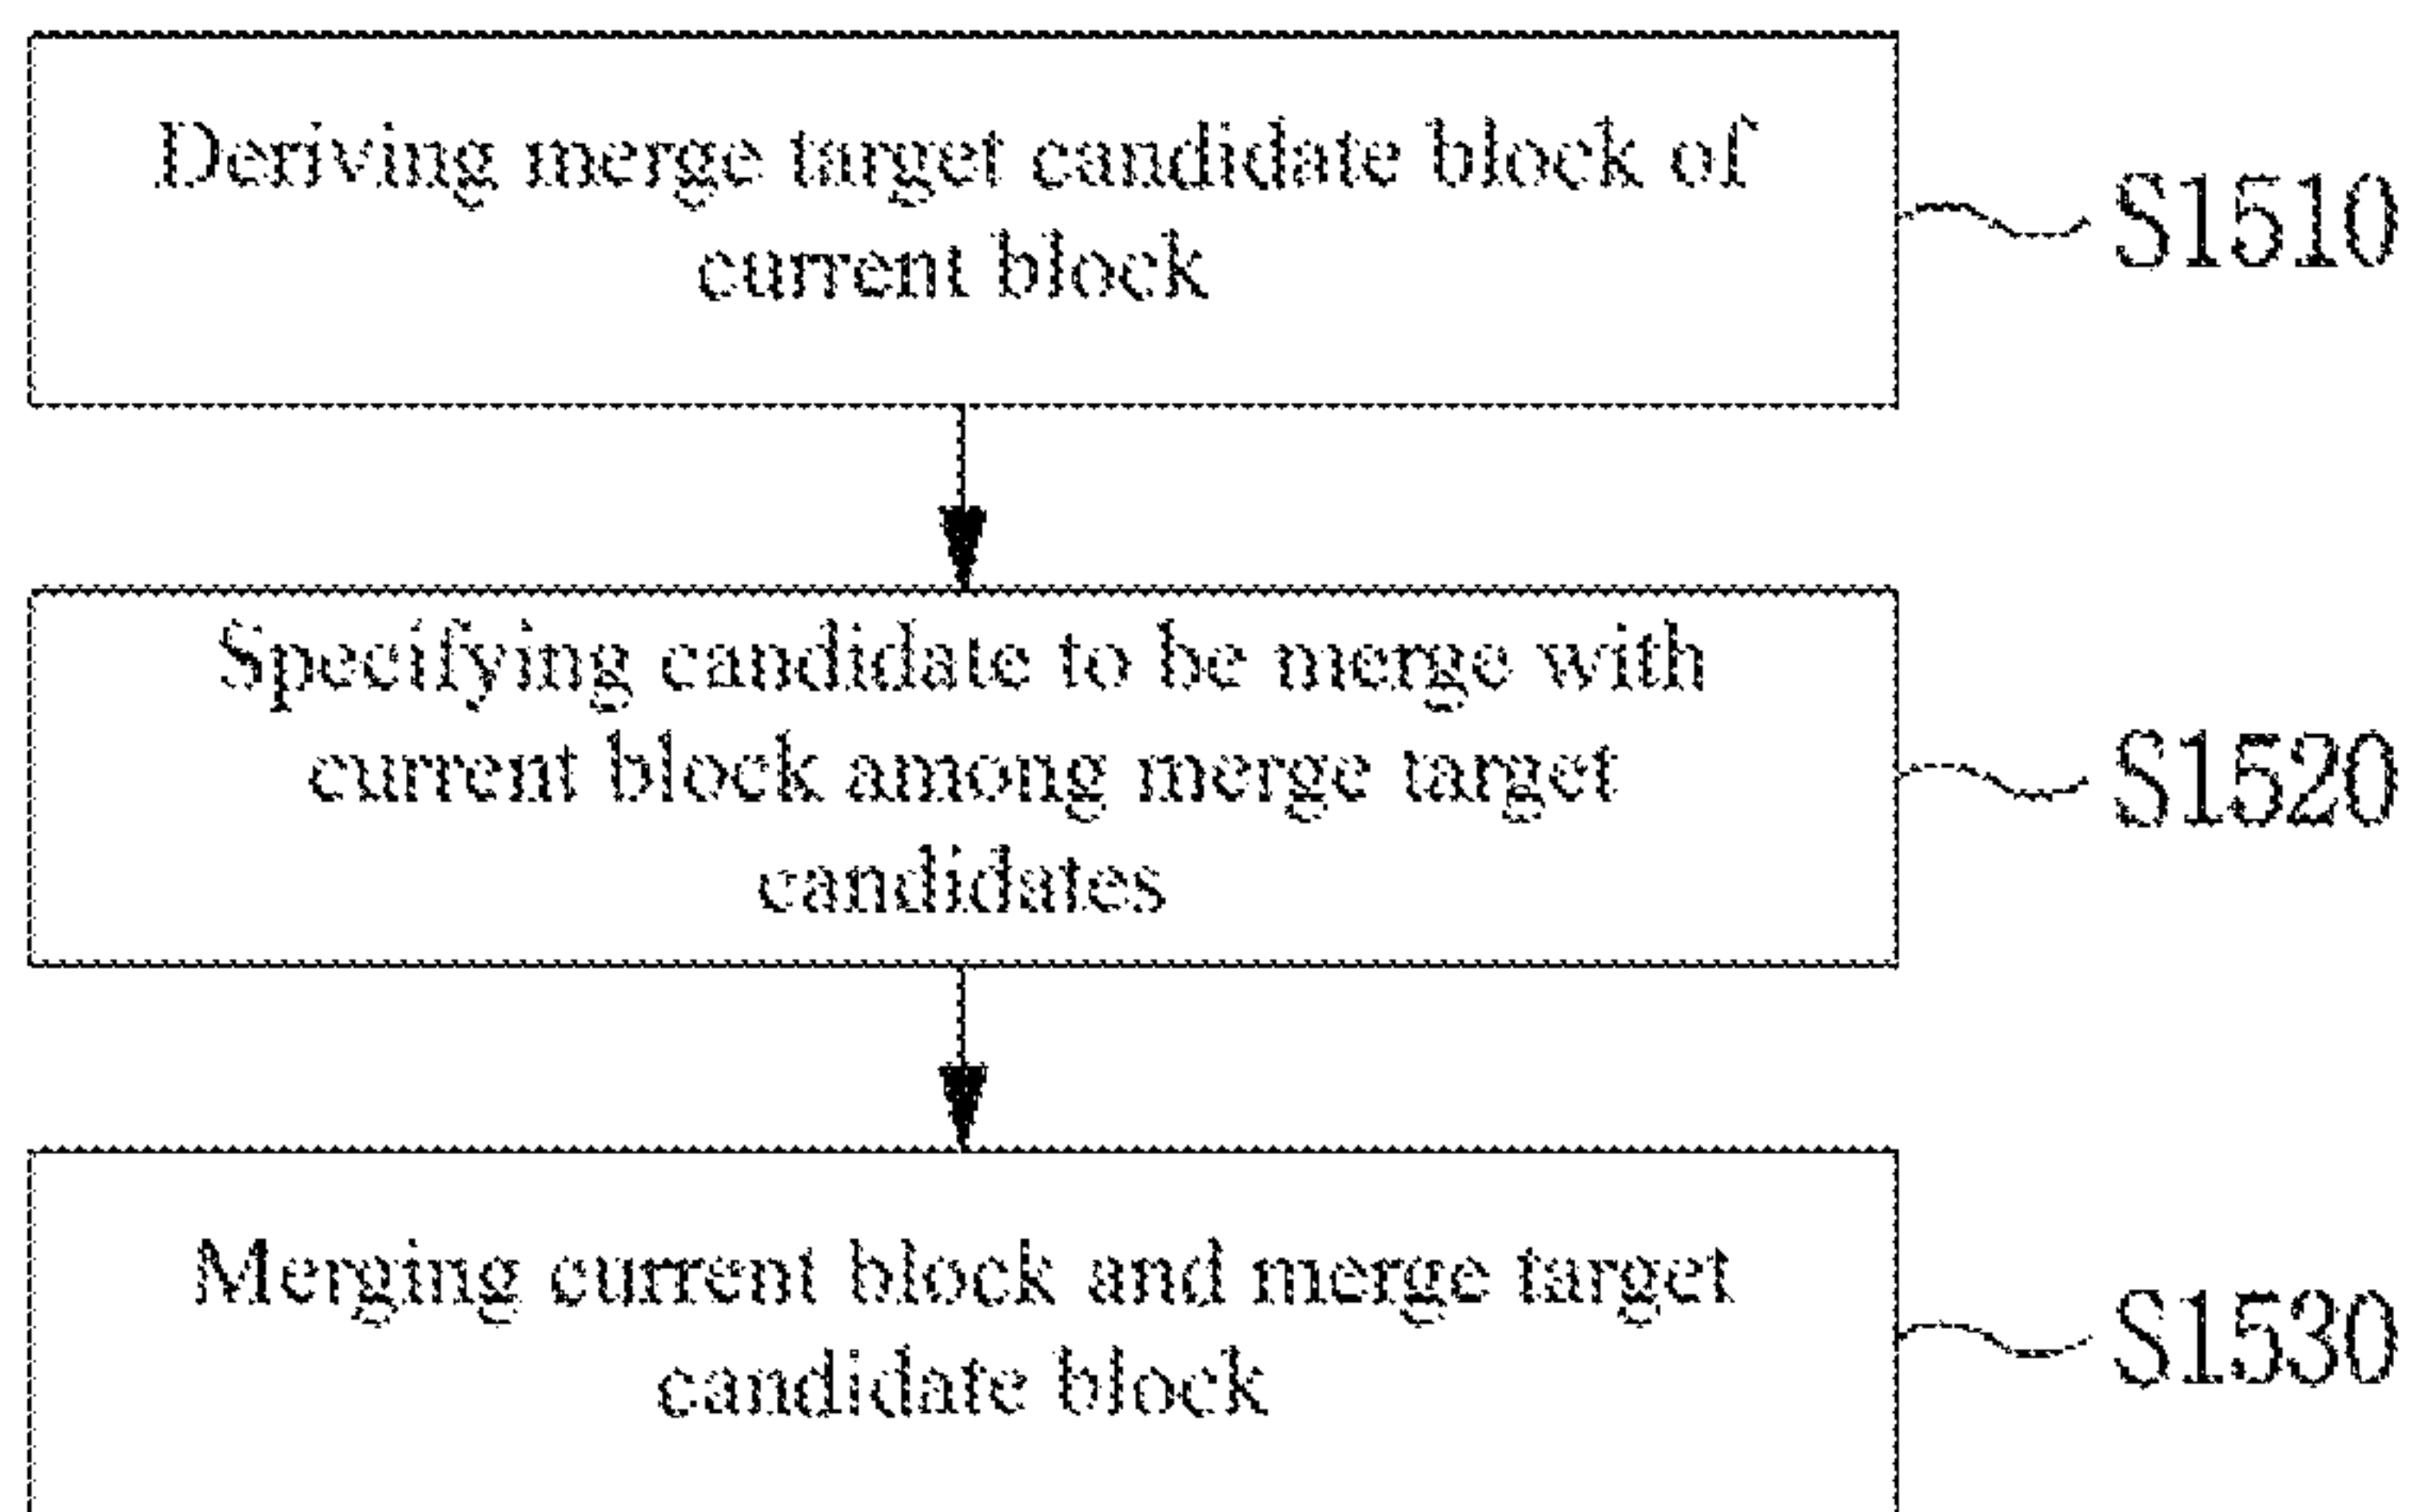 Deriving merge target candidate block of
current block
S1510
Specifying candidate to be merge with
current block among merge target
candidates
S1520
Merging current block and merge target
candidate block
S1530